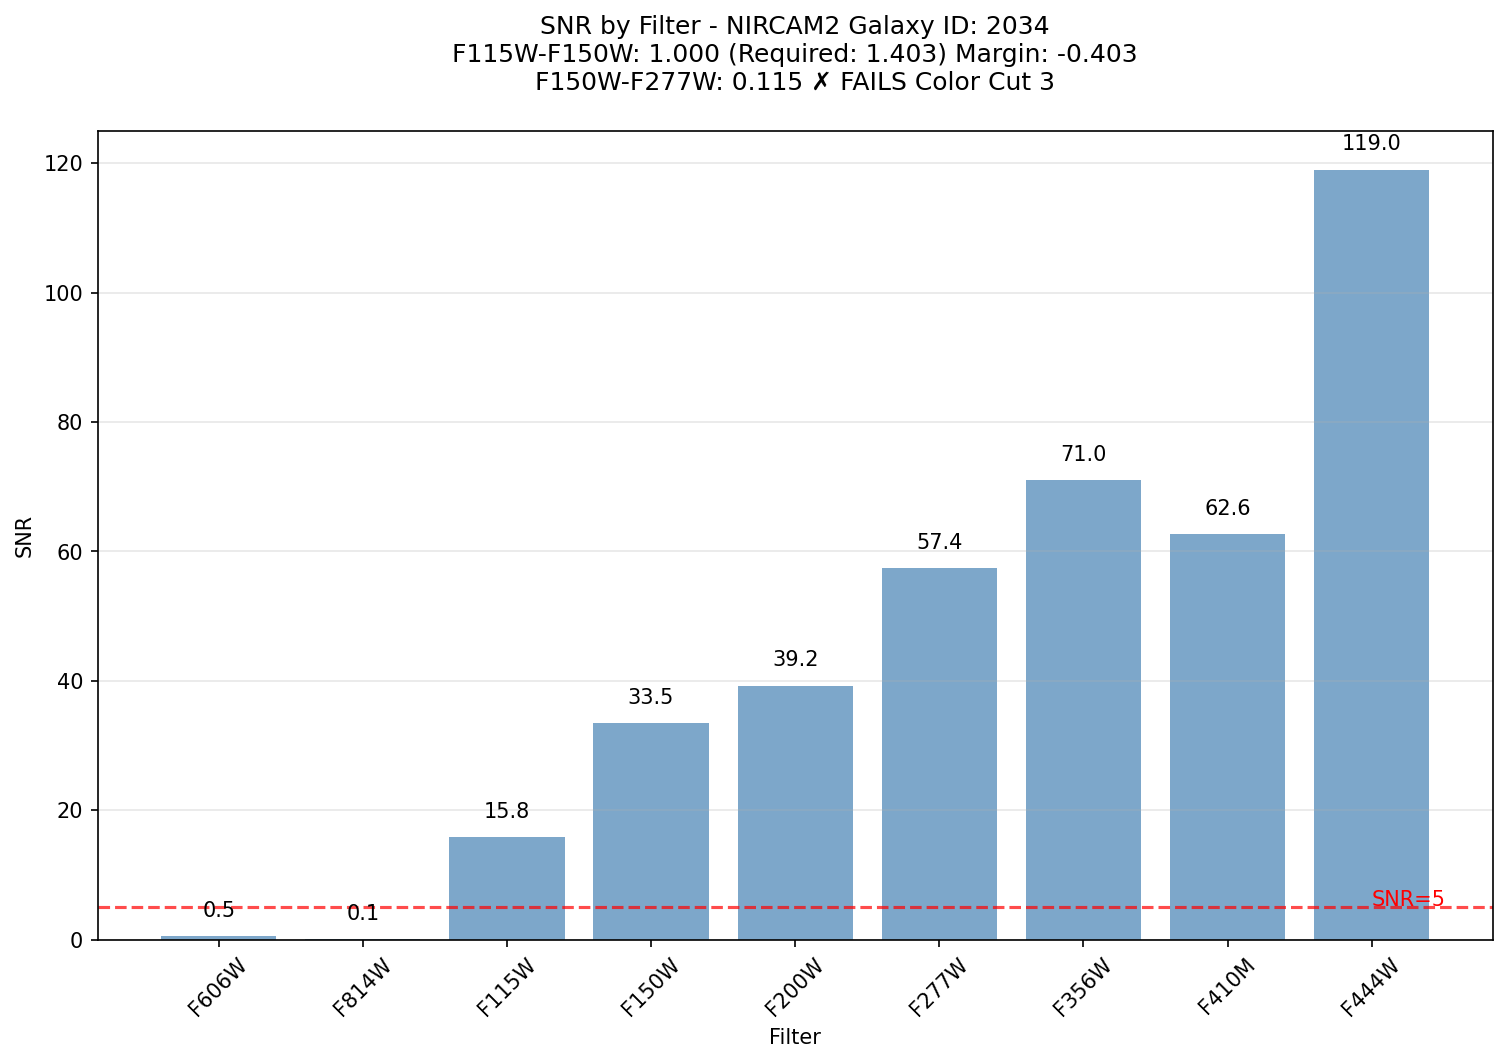 SNR by Filter - NIRCAM2 Galaxy ID: 2034
F115W-F150W: 1.000 (Required: 1.403) Margin: -0.403
F150W-F277W: 0.115 ✗ FAILS Color Cut 3
SNR
120
100
80
60
40
20
0
0.5
0.1
15.8
33.5
39.2
57.4
71.0
62.6
119.0
SNR=5
F606W
F814W
F115W
F150W
F200W
F277W
F356W
F410M
F444W
Filter